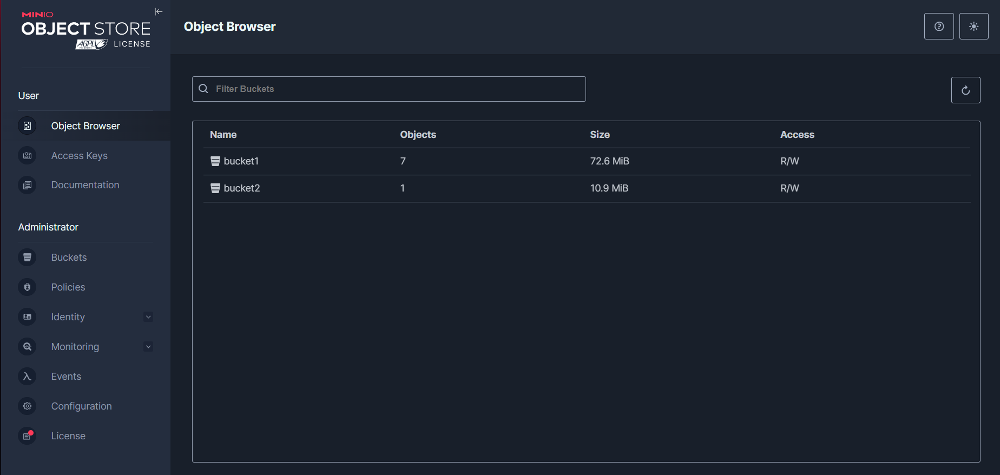 MINIO
OBJECT STORE
AGPLv3 LICENSE
Object Browser
User
Object Browser
Access Keys
Documentation
Administrator
Buckets
Policies
Identity
Monitoring
Events
Configuration
License
Filter Buckets
Name Objects Size Access
bucket1 7 72.6 MiB R/W
bucket2 1 10.9 MiB R/W